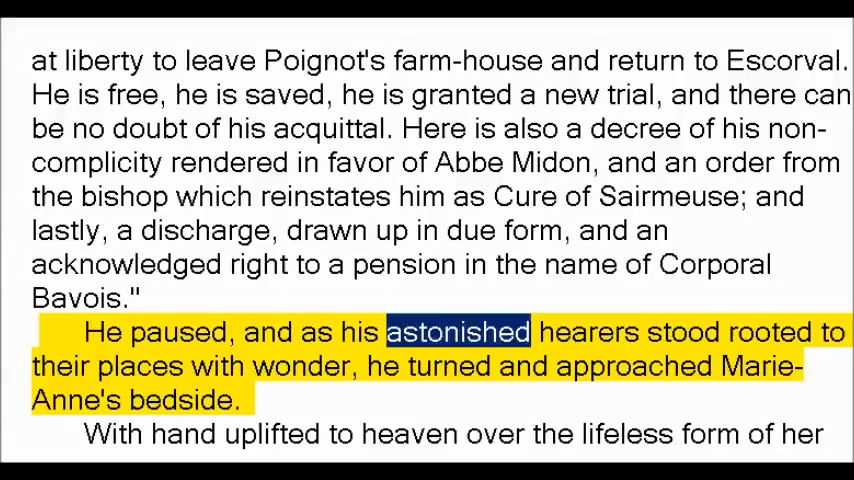 at liberty to leave Poignot's farm-house and return to Escorval.
He is free, he is saved, he is granted a new trial, and there can
be no doubt of his acquittal. Here is also a decree of his non-
complicity rendered in favor of Abbe Midon, and an order from
the bishop which reinstates him as Cure of Sairmeuse; and
lastly, a discharge, drawn up in due form, and an
acknowledged right to a pension in the name of Corporal
Bavois."
He paused, and as his astonished hearers stood rooted to
their places with wonder, he turned and approached Marie-
Anne's bedside.
With hand uplifted to heaven over the lifeless form of her